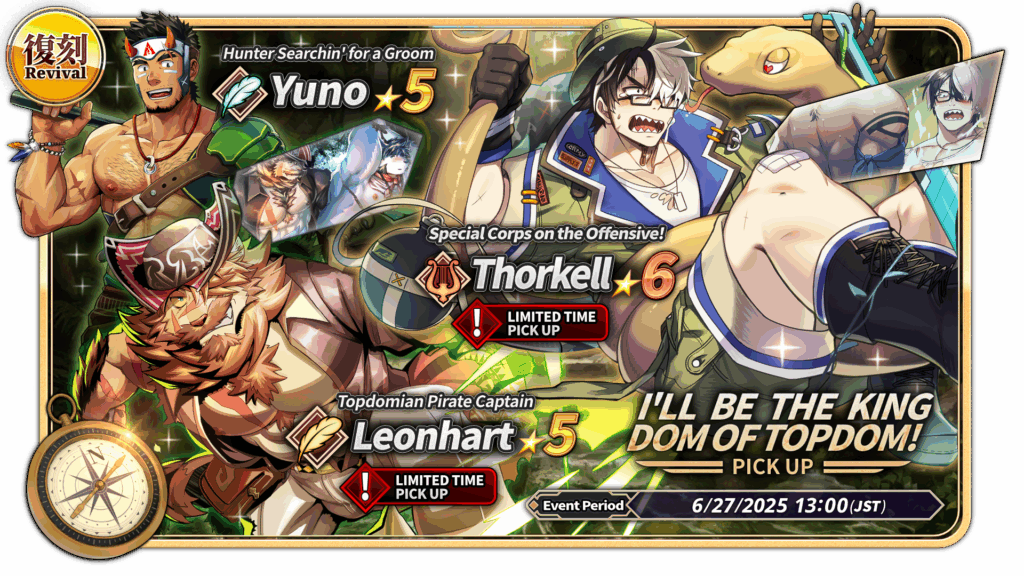 復刻
Revival
A
Hunter Searchin' for a Groom
Yuno ★5
Special Corps on the Offensive!
Thorkell ★6
!
LIMITED TIME
PICK UP
Topdomian Pirate Captain
Leonhart ★5
!
LIMITED TIME
PICK UP
I'LL BE THE KING
DOM OF TOPDOM!
PICK UP
Event Period
6/27/2025 13:00(JST)
N